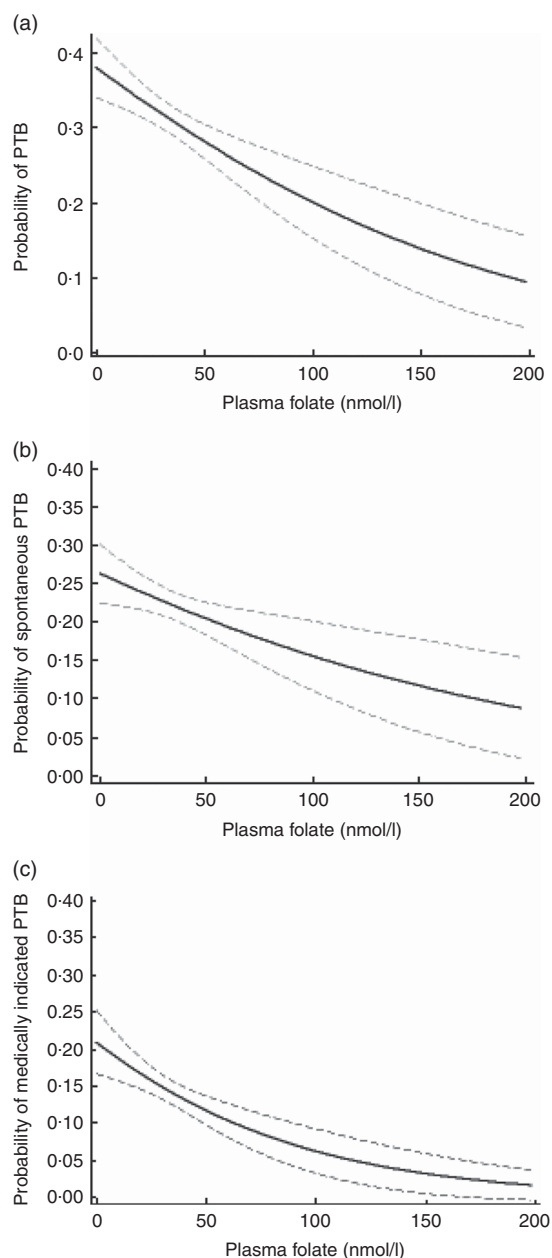 (a)
0·4
0·3
0·2
0·1
0·0
Probability of PTB
0 50 100 150 200
Plasma folate (nmol/l)
(b)
0·40
0·35
0·30
0·25
0·20
0·15
0·10
0·05
0·00
Probability of spontaneous PTB
0 50 100 150 200
Plasma folate (nmol/l)
(c)
0·40
0·35
0·30
0·25
0·20
0·15
0·10
0·05
0·00
Probability of medically indicated PTB
0 50 100 150 200
Plasma folate (nmol/l)